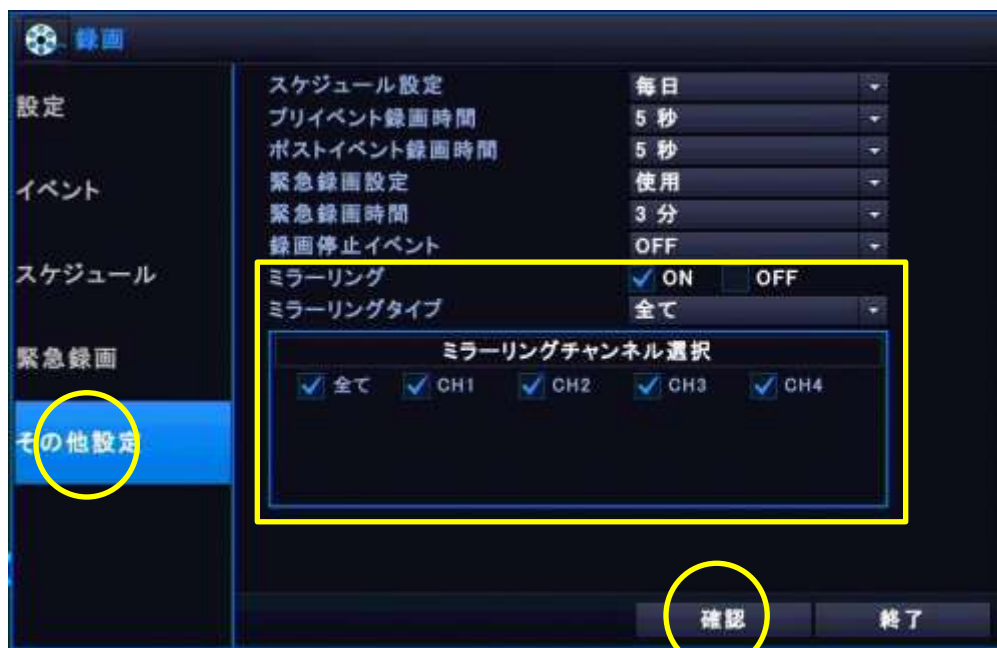 録画
設定
イベント
スケジュール
緊急録画
その他設定
スケジュール設定 毎日
プリイベント録画時間 5 秒
ポストイベント録画時間 5 秒
緊急録画設定 使用
緊急録画時間 3 分
録画停止イベント OFF
ミラーリング ON OFF
ミラーリングタイプ 全て
ミラーリングチャンネル選択
全て CH1 CH2 CH3 CH4
確認 終了